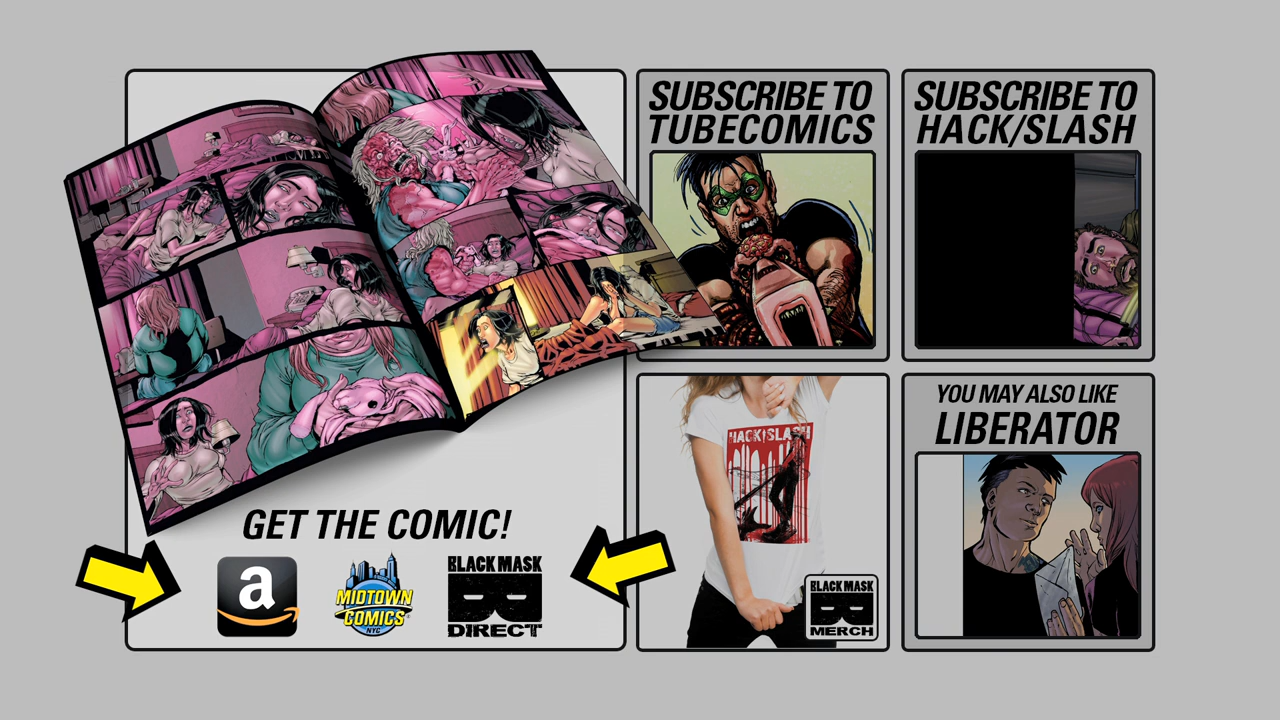 SUBSCRIBE TO
TUBECOMICS
SUBSCRIBE TO
HACK/SLASH
GET THE COMIC!
a
MIDTOWN
COMICS
NYC
BLACK MASK
DIRECT
HACK/SLASH
BLACK MASK
MERCH
YOU MAY ALSO LIKE
LIBERATOR